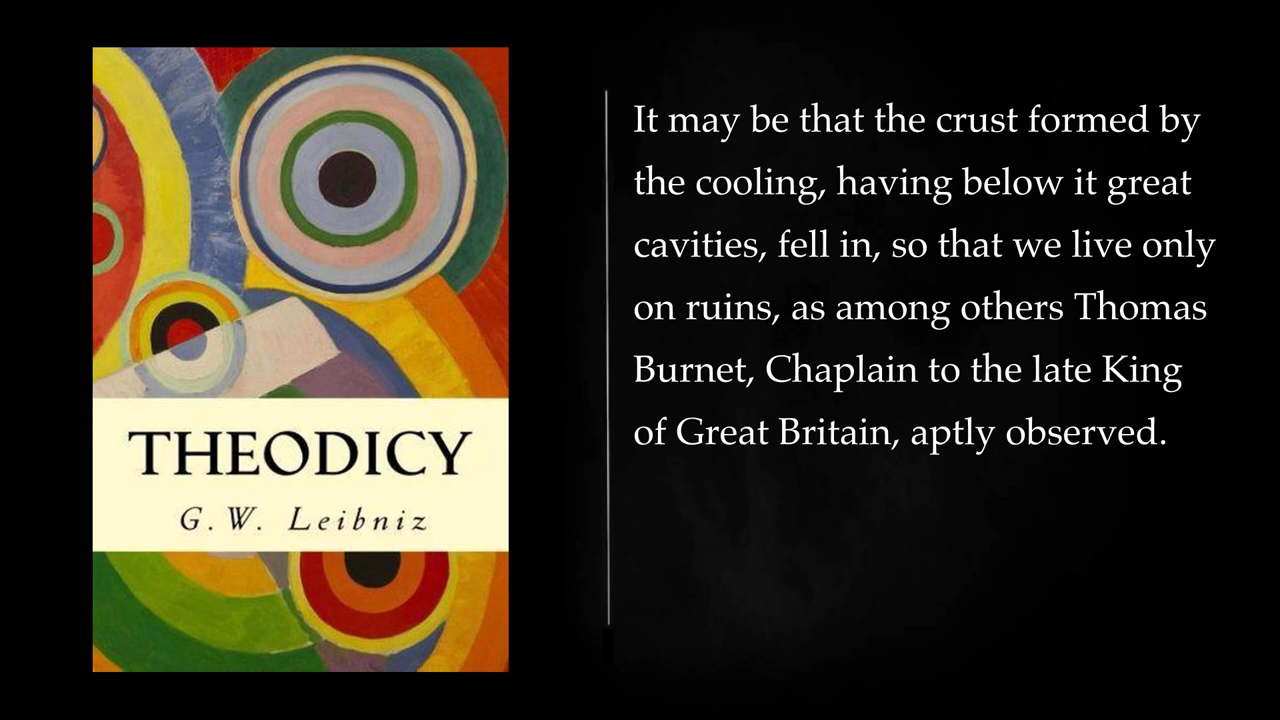 THEODICY
G. W. Leibniz
It may be that the crust formed by
the cooling, having below it great
cavities, fell in, so that we live only
on ruins, as among others Thomas
Burnet, Chaplain to the late King
of Great Britain, aptly observed.